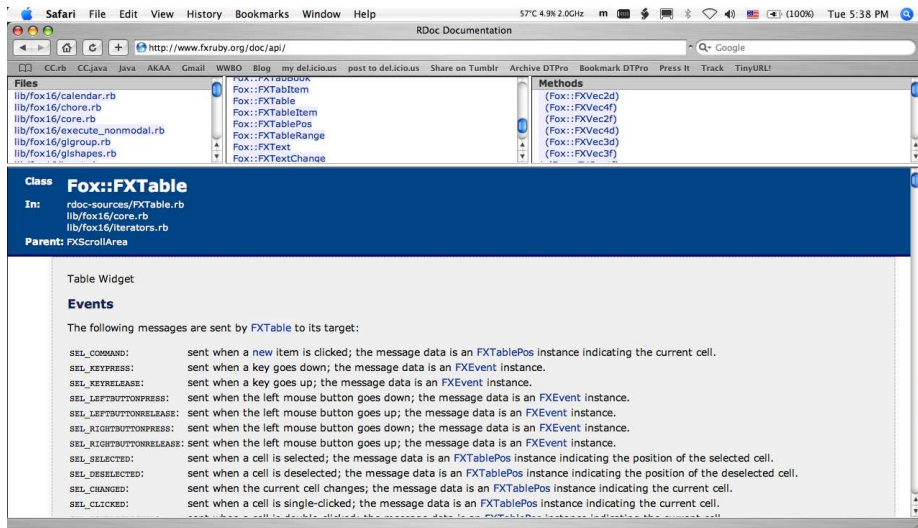 Safari File Edit View History Bookmarks Window Help 57°C 4.9% 2.0GHz (100%) Tue 5:38 PM
RDoc Documentation
http://www.fxruby.org/doc/api/ Google
CC.rb CC.java Java AKAA Gmail WWBO Blog my del.icio.us post to del.icio.us Share on Tumblr Archive DTPro Bookmark DTPro Press It Track TinyURL!
Files
lib/fox16/calendar.rb
lib/fox16/chore.rb
lib/fox16/core.rb
lib/fox16/execute_nonmodal.rb
lib/fox16/glgroup.rb
lib/fox16/glshapes.rb
Fox::FXTabBook
Fox::FXTabItem
Fox::FXTable
Fox::FXTableItem
Fox::FXTablePos
Fox::FXTableRange
Fox::FXText
Fox::FXTextChange
Methods
(Fox::FXVec2d)
(Fox::FXVec4f)
(Fox::FXVec2f)
(Fox::FXVec4d)
(Fox::FXVec3d)
(Fox::FXVec3f)
Class Fox::FXTable
In: rdoc-sources/FXTable.rb
lib/fox16/core.rb
lib/fox16/iterators.rb
Parent: FXScrollArea
Table Widget
Events
The following messages are sent by FXTable to its target:
SEL_COMMAND: sent when a new item is clicked; the message data is an FXTablePos instance indicating the current cell.
SEL_KEYPRESS: sent when a key goes down; the message data is an FXEvent instance.
SEL_KEYRELEASE: sent when a key goes up; the message data is an FXEvent instance.
SEL_LEFTBUTTONPRESS: sent when the left mouse button goes down; the message data is an FXEvent instance.
SEL_LEFTBUTTONRELEASE: sent when the left mouse button goes up; the message data is an FXEvent instance.
SEL_RIGHTBUTTONPRESS: sent when the left mouse button goes down; the message data is an FXEvent instance.
SEL_RIGHTBUTTONRELEASE: sent when the left mouse button goes up; the message data is an FXEvent instance.
SEL_SELECTED: sent when a cell is selected; the message data is an FXTablePos instance indicating the position of the selected cell.
SEL_DESELECTED: sent when a cell is deselected; the message data is an FXTablePos instance indicating the position of the deselected cell.
SEL_CHANGED: sent when the current cell changes; the message data is an FXTablePos instance indicating the current cell.
SEL_CLICKED: sent when a cell is single-clicked; the message data is an FXTablePos instance indicating the current cell.